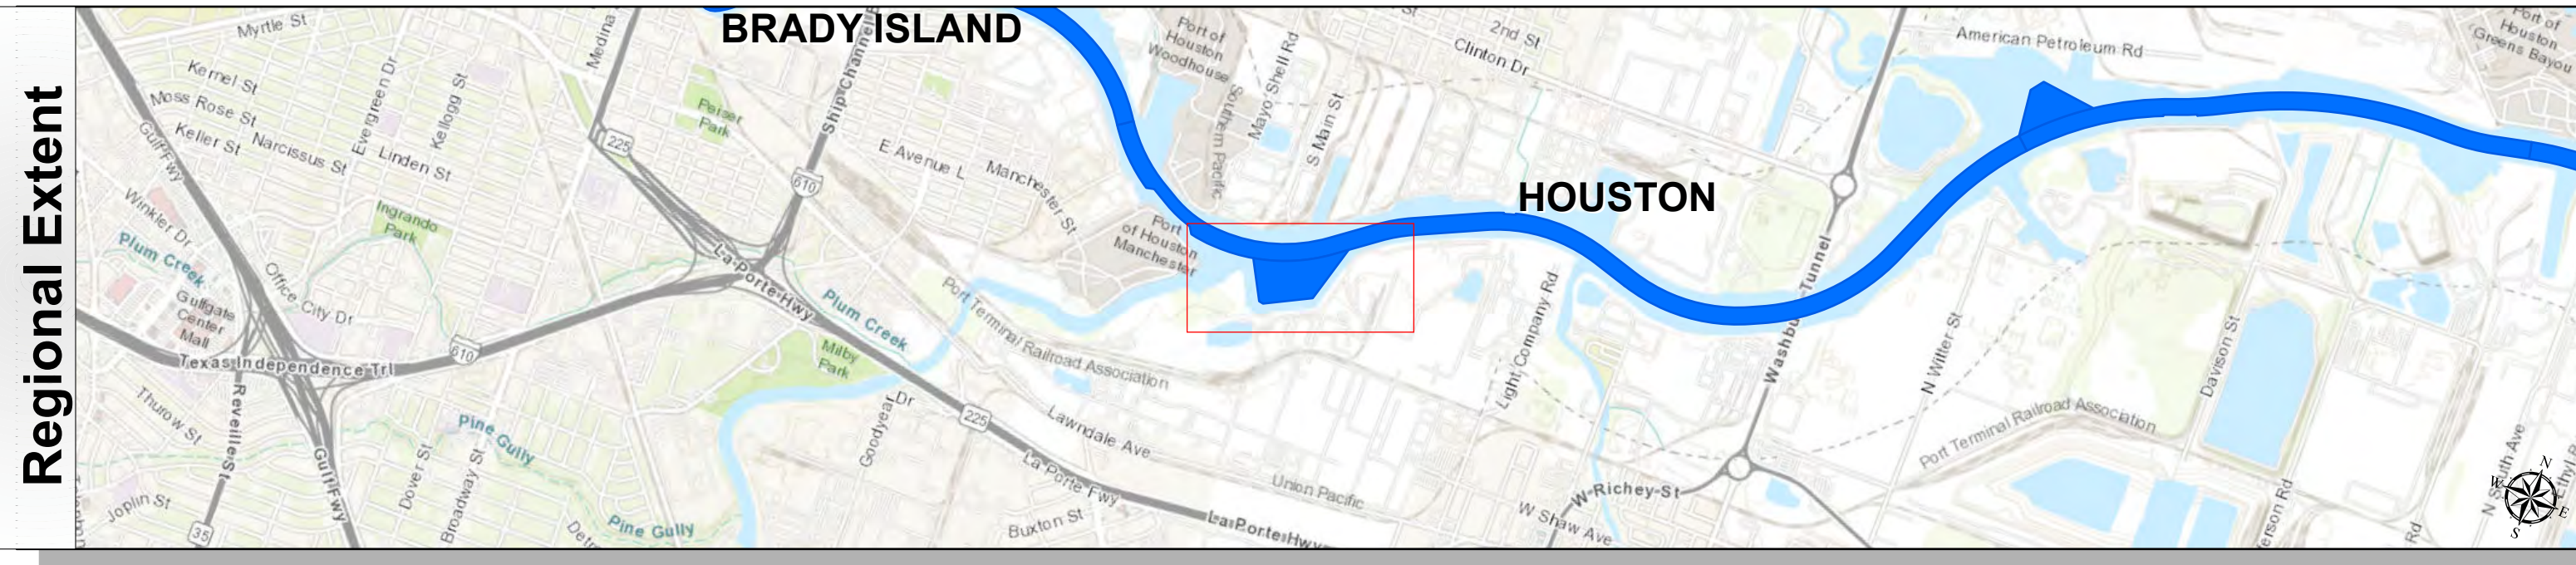 Regional Extent
BRADY ISLAND
HOUSTON
Myrtle St
Medina
Ship Channel B
Port of
Houston
Woodhouse
Southern Pacific
Mayo Shell Rd
S Main St
St
2nd St
Clinton Dr
American Petroleum Rd
Port of
Houston
Greens Bayou
Kernel St
Moss Rose St
Keller St
Narcissus St
Evergreen Dr
Kellogg St
Linden St
Gulf Fwy
225
Peiser
Park
610
E Avenue L
Manchester St
Port
of Houston
Manchester
Winkler Dr
Plum Creek
Ingrando
Park
Office City Dr
Gulfgate
Center
Mall
La Porte Hwy
Plum Creek
Port Terminal Railroad Association
Light Company Rd
Washbu Tunnel
N Witter St
Davison St
Texas Independence Trl
610
Milby
Park
Thurow St
Reveille St
Gulf Fwy
Pine Gully
Dover St
Broadway St
Goodyear Dr
225
Lawndale Ave
La Porte Fwy
Union Pacific
Port Terminal Railroad Association
W Richey St
W Shaw Ave
Joplin St
35
Detr
Pine Gully
Buxton St
La Porte Hwy
erson Rd
Rd
N South Ave
Ethyl R
N
W
E
S